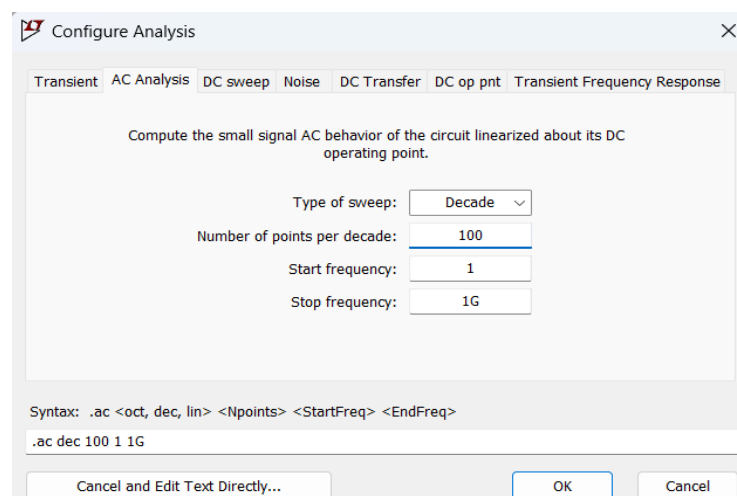 Configure Analysis
Transient AC Analysis DC sweep Noise DC Transfer DC op pnt Transient Frequency Response
Compute the small signal AC behavior of the circuit linearized about its DC
operating point.
Type of sweep: Decade
Number of points per decade: 100
Start frequency: 1
Stop frequency: 1G
Syntax: .ac <oct, dec, lin> <Npoints> <StartFreq> <EndFreq>
.ac dec 100 1 1G
Cancel and Edit Text Directly... OK Cancel